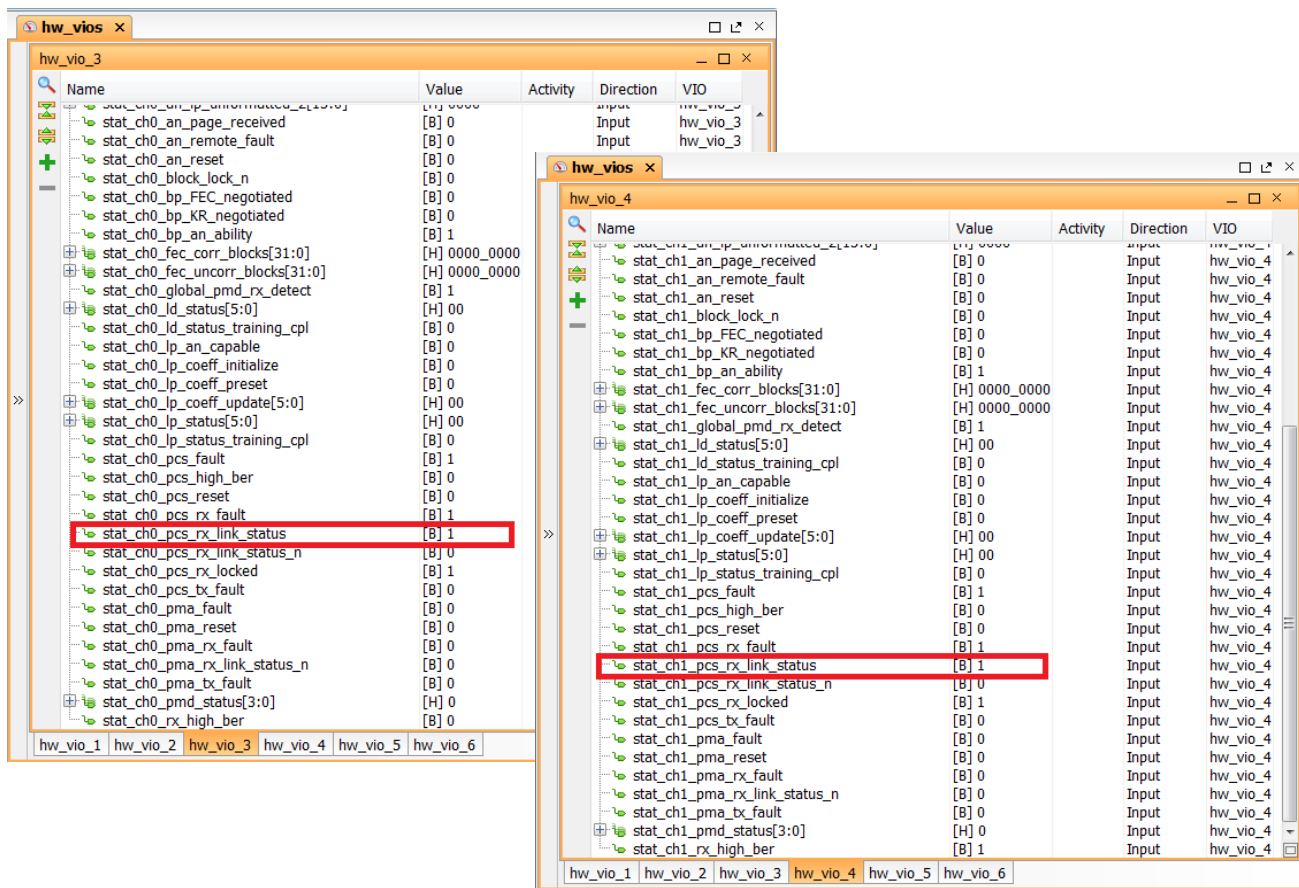 hw_vios
hw_vio_3
Name Value Activity Direction VIO
stat_ch0_an_page_received [B] 0 Input hw_vio_3
stat_ch0_an_remote_fault [B] 0 Input hw_vio_3
stat_ch0_an_reset [B] 0
stat_ch0_block_lock_n [B] 0
stat_ch0_bp_FEC_negotiated [B] 0
stat_ch0_bp_KR_negotiated [B] 0
stat_ch0_bp_an_ability [B] 1
stat_ch0_fec_corr_blocks[31:0] [H] 0000_0000
stat_ch0_fec_uncorr_blocks[31:0] [H] 0000_0000
stat_ch0_global_pmd_rx_detect [B] 1
stat_ch0_ld_status[5:0] [H] 00
stat_ch0_ld_status_training_cpl [B] 0
stat_ch0_lp_an_capable [B] 0
stat_ch0_lp_coeff_initialize [B] 0
stat_ch0_lp_coeff_preset [B] 0
stat_ch0_lp_coeff_update[5:0] [H] 00
stat_ch0_lp_status[5:0] [H] 00
stat_ch0_lp_status_training_cpl [B] 0
stat_ch0_pcs_fault [B] 1
stat_ch0_pcs_high_ber [B] 0
stat_ch0_pcs_reset [B] 0
stat_ch0_pcs_rx_fault [B] 1
stat_ch0_pcs_rx_link_status [B] 1
stat_ch0_pcs_rx_link_status_n [B] 0
stat_ch0_pcs_rx_locked [B] 1
stat_ch0_pcs_tx_fault [B] 0
stat_ch0_pma_fault [B] 0
stat_ch0_pma_reset [B] 0
stat_ch0_pma_rx_fault [B] 0
stat_ch0_pma_rx_link_status_n [B] 0
stat_ch0_pma_tx_fault [B] 0
stat_ch0_pmd_status[3:0] [H] 0
stat_ch0_rx_high_ber [B] 0
hw_vio_1 hw_vio_2 hw_vio_3 hw_vio_4 hw_vio_5 hw_vio_6
hw_vios
hw_vio_4
Name Value Activity Direction VIO
stat_ch1_an_page_received [B] 0 Input hw_vio_4
stat_ch1_an_remote_fault [B] 0 Input hw_vio_4
stat_ch1_an_reset [B] 0 Input hw_vio_4
stat_ch1_block_lock_n [B] 0 Input hw_vio_4
stat_ch1_bp_FEC_negotiated [B] 0 Input hw_vio_4
stat_ch1_bp_KR_negotiated [B] 0 Input hw_vio_4
stat_ch1_bp_an_ability [B] 1 Input hw_vio_4
stat_ch1_fec_corr_blocks[31:0] [H] 0000_0000 Input hw_vio_4
stat_ch1_fec_uncorr_blocks[31:0] [H] 0000_0000 Input hw_vio_4
stat_ch1_global_pmd_rx_detect [B] 1 Input hw_vio_4
stat_ch1_ld_status[5:0] [H] 00 Input hw_vio_4
stat_ch1_ld_status_training_cpl [B] 0 Input hw_vio_4
stat_ch1_lp_an_capable [B] 0 Input hw_vio_4
stat_ch1_lp_coeff_initialize [B] 0 Input hw_vio_4
stat_ch1_lp_coeff_preset [B] 0 Input hw_vio_4
stat_ch1_lp_coeff_update[5:0] [H] 00 Input hw_vio_4
stat_ch1_lp_status[5:0] [H] 00 Input hw_vio_4
stat_ch1_lp_status_training_cpl [B] 0 Input hw_vio_4
stat_ch1_pcs_fault [B] 1 Input hw_vio_4
stat_ch1_pcs_high_ber [B] 0 Input hw_vio_4
stat_ch1_pcs_reset [B] 0 Input hw_vio_4
stat_ch1_pcs_rx_fault [B] 1 Input hw_vio_4
stat_ch1_pcs_rx_link_status [B] 1 Input hw_vio_4
stat_ch1_pcs_rx_link_status_n [B] 0 Input hw_vio_4
stat_ch1_pcs_rx_locked [B] 1 Input hw_vio_4
stat_ch1_pcs_tx_fault [B] 0 Input hw_vio_4
stat_ch1_pma_fault [B] 0 Input hw_vio_4
stat_ch1_pma_reset [B] 0 Input hw_vio_4
stat_ch1_pma_rx_fault [B] 0 Input hw_vio_4
stat_ch1_pma_rx_link_status_n [B] 0 Input hw_vio_4
stat_ch1_pma_tx_fault [B] 0 Input hw_vio_4
stat_ch1_pmd_status[3:0] [H] 0 Input hw_vio_4
stat_ch1_rx_high_ber [B] 1 Input hw_vio_4
hw_vio_1 hw_vio_2 hw_vio_3 hw_vio_4 hw_vio_5 hw_vio_6